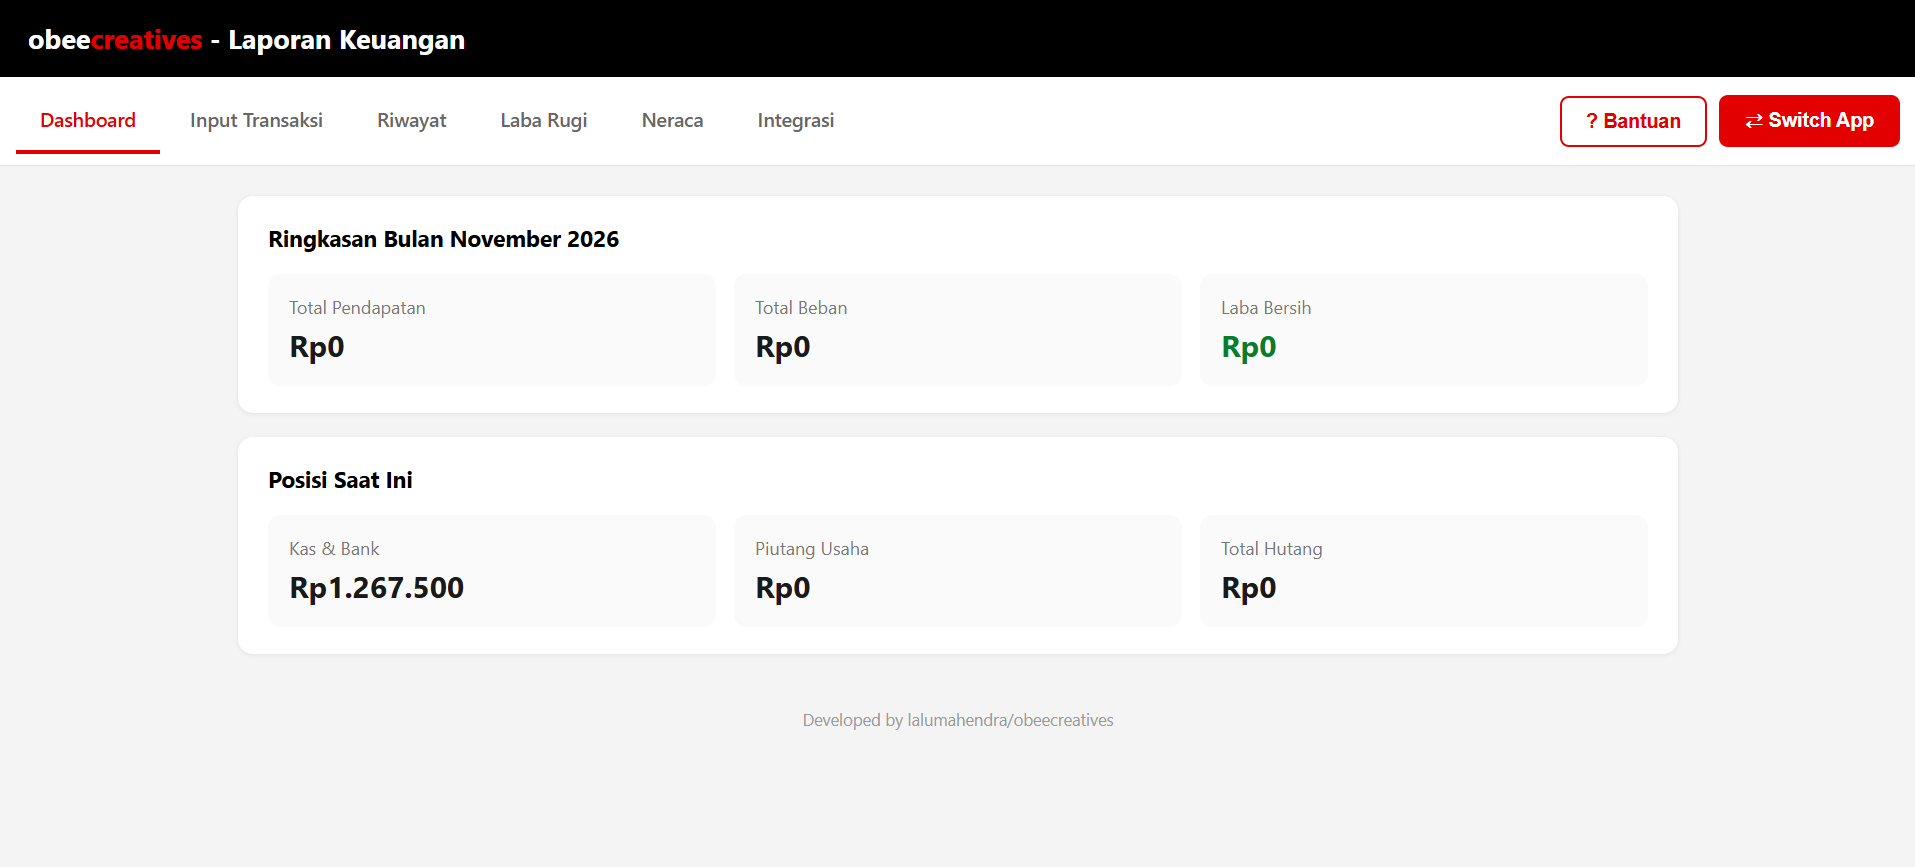 obeecreatives - Laporan Keuangan
Dashboard Input Transaksi Riwayat Laba Rugi Neraca Integrasi ? Bantuan ⇄ Switch App
Ringkasan Bulan November 2026
Total Pendapatan Total Beban Laba Bersih
Rp0 Rp0 Rp0
Posisi Saat Ini
Kas & Bank Piutang Usaha Total Hutang
Rp1.267.500 Rp0 Rp0
Developed by lalumahendra/obeecreatives